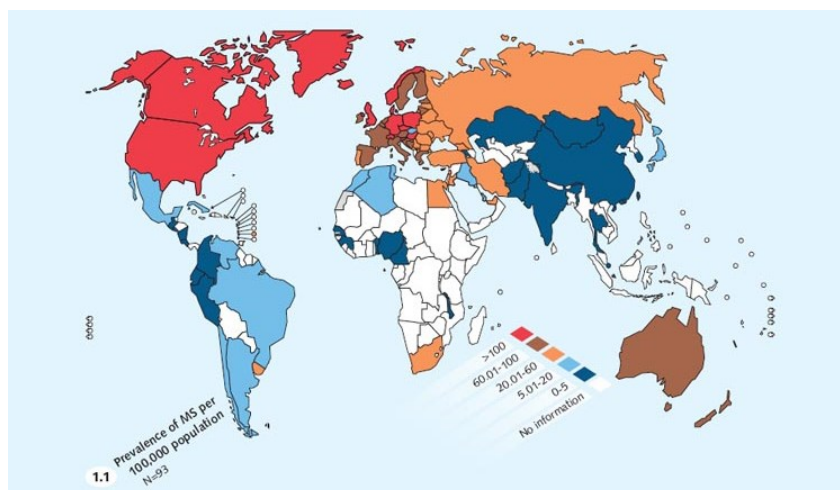 >100
60.01-100
20.01-60
5.01-20
0-5
No information
Prevalence of MS per
100,000 population
N=93
1.1